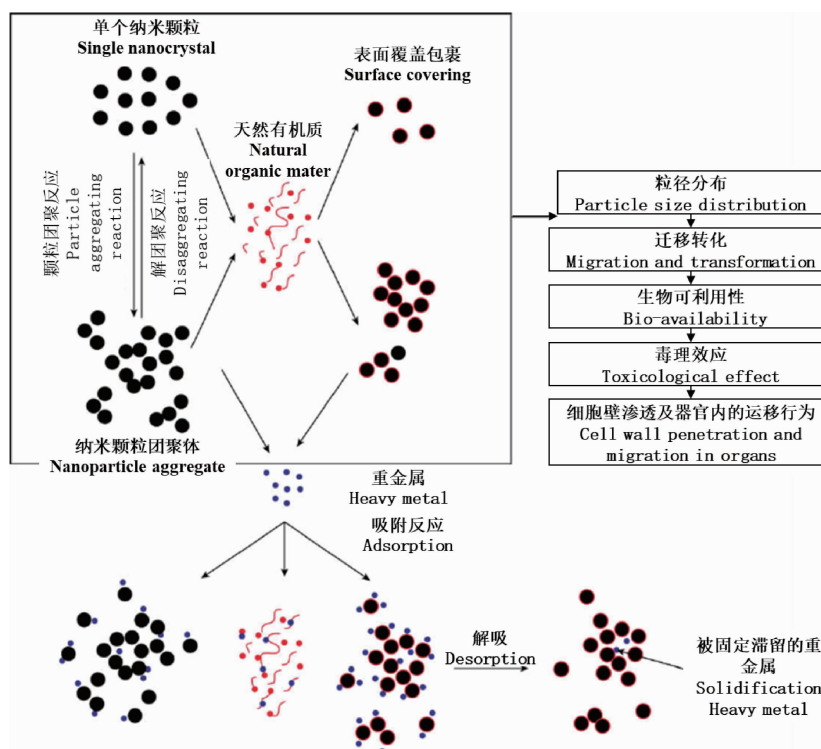 单个纳米颗粒
Single nanocrystal
表面覆盖包裹
Surface covering
天然有机质
Natural
organic mater
颗粒团聚反应
Particle
aggregating
reaction
解团聚反应
Disaggregating
reaction
纳米颗粒团聚体
Nanoparticle aggregate
粒径分布
Particle size distribution
迁移转化
Migration and transformation
生物可利用性
Bio-availability
毒理效应
Toxicological effect
细胞壁渗透及器官内的运移行为
Cell wall penetration and
migration in organs
重金属
Heavy metal
吸附反应
Adsorption
解吸
Desorption
被固定滞留的重
金属
Solidification
Heavy metal